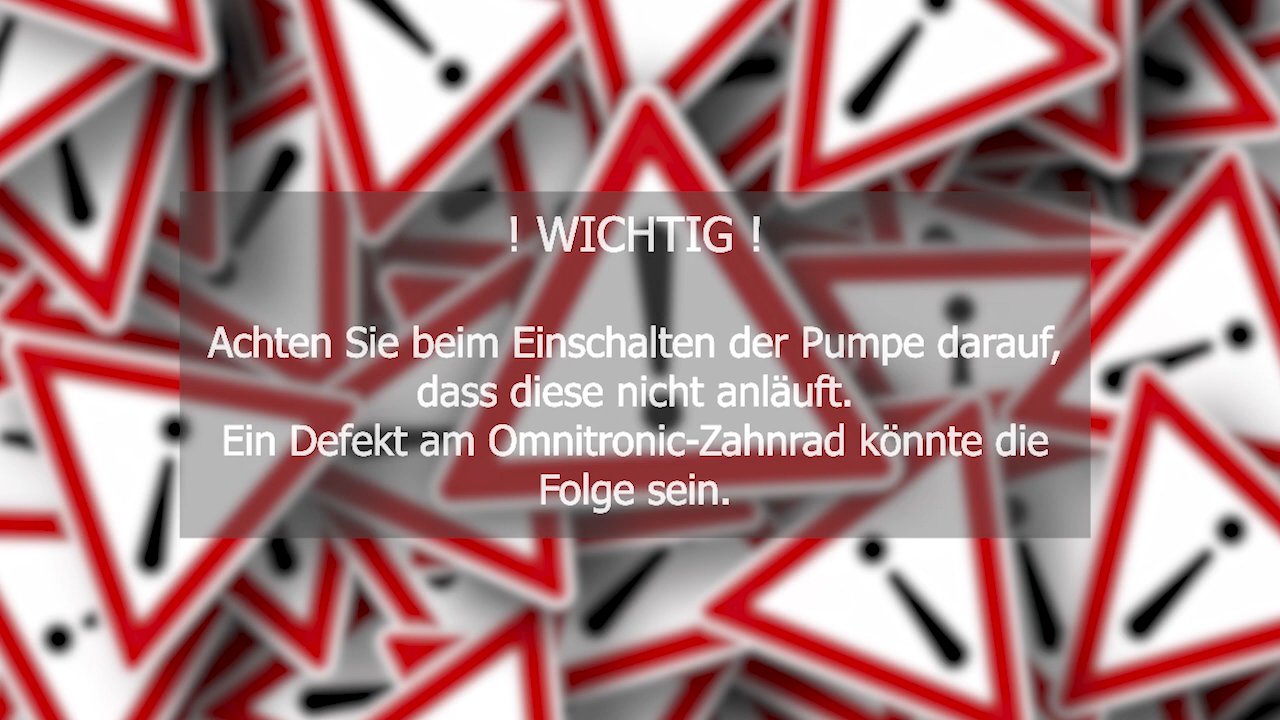 ! WICHTIG !
Achten Sie beim Einschalten der Pumpe darauf,
dass diese nicht anläuft.
Ein Defekt am Omnitronic-Zahnrad könnte die
Folge sein.